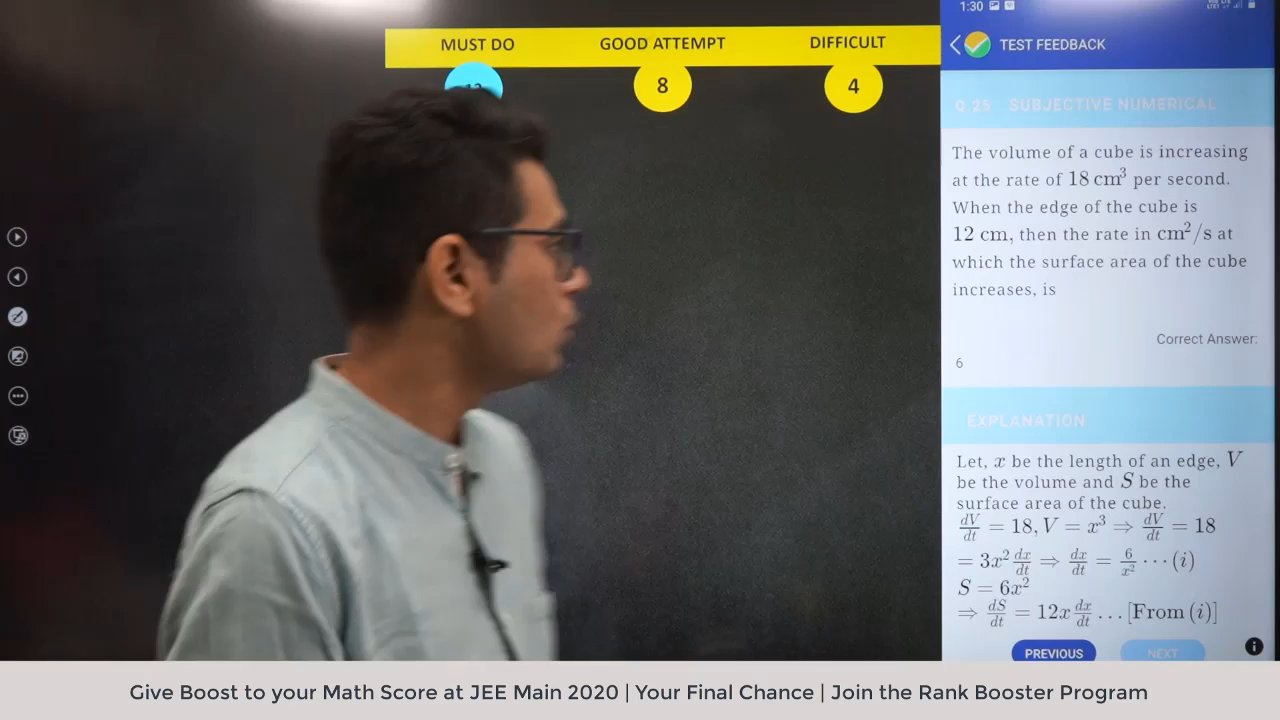 MUST DO GOOD ATTEMPT DIFFICULT
8 4
1:30
TEST FEEDBACK
Q.25 SUBJECTIVE NUMERICAL
The volume of a cube is increasing
at the rate of 18 cm³ per second.
When the edge of the cube is
12 cm, then the rate in cm²/s at
which the surface area of the cube
increases, is
Correct Answer:
6
EXPLANATION
Let, x be the length of an edge, V
be the volume and S be the
surface area of the cube.
dV/dt = 18, V = x³ ⇒ dV/dt = 18
= 3x² dx/dt ⇒ dx/dt = 6/x² ⋯ (i)
S = 6x²
⇒ dS/dt = 12x dx/dt … [From (i)]
PREVIOUS NEXT
Give Boost to your Math Score at JEE Main 2020 | Your Final Chance | Join the Rank Booster Program